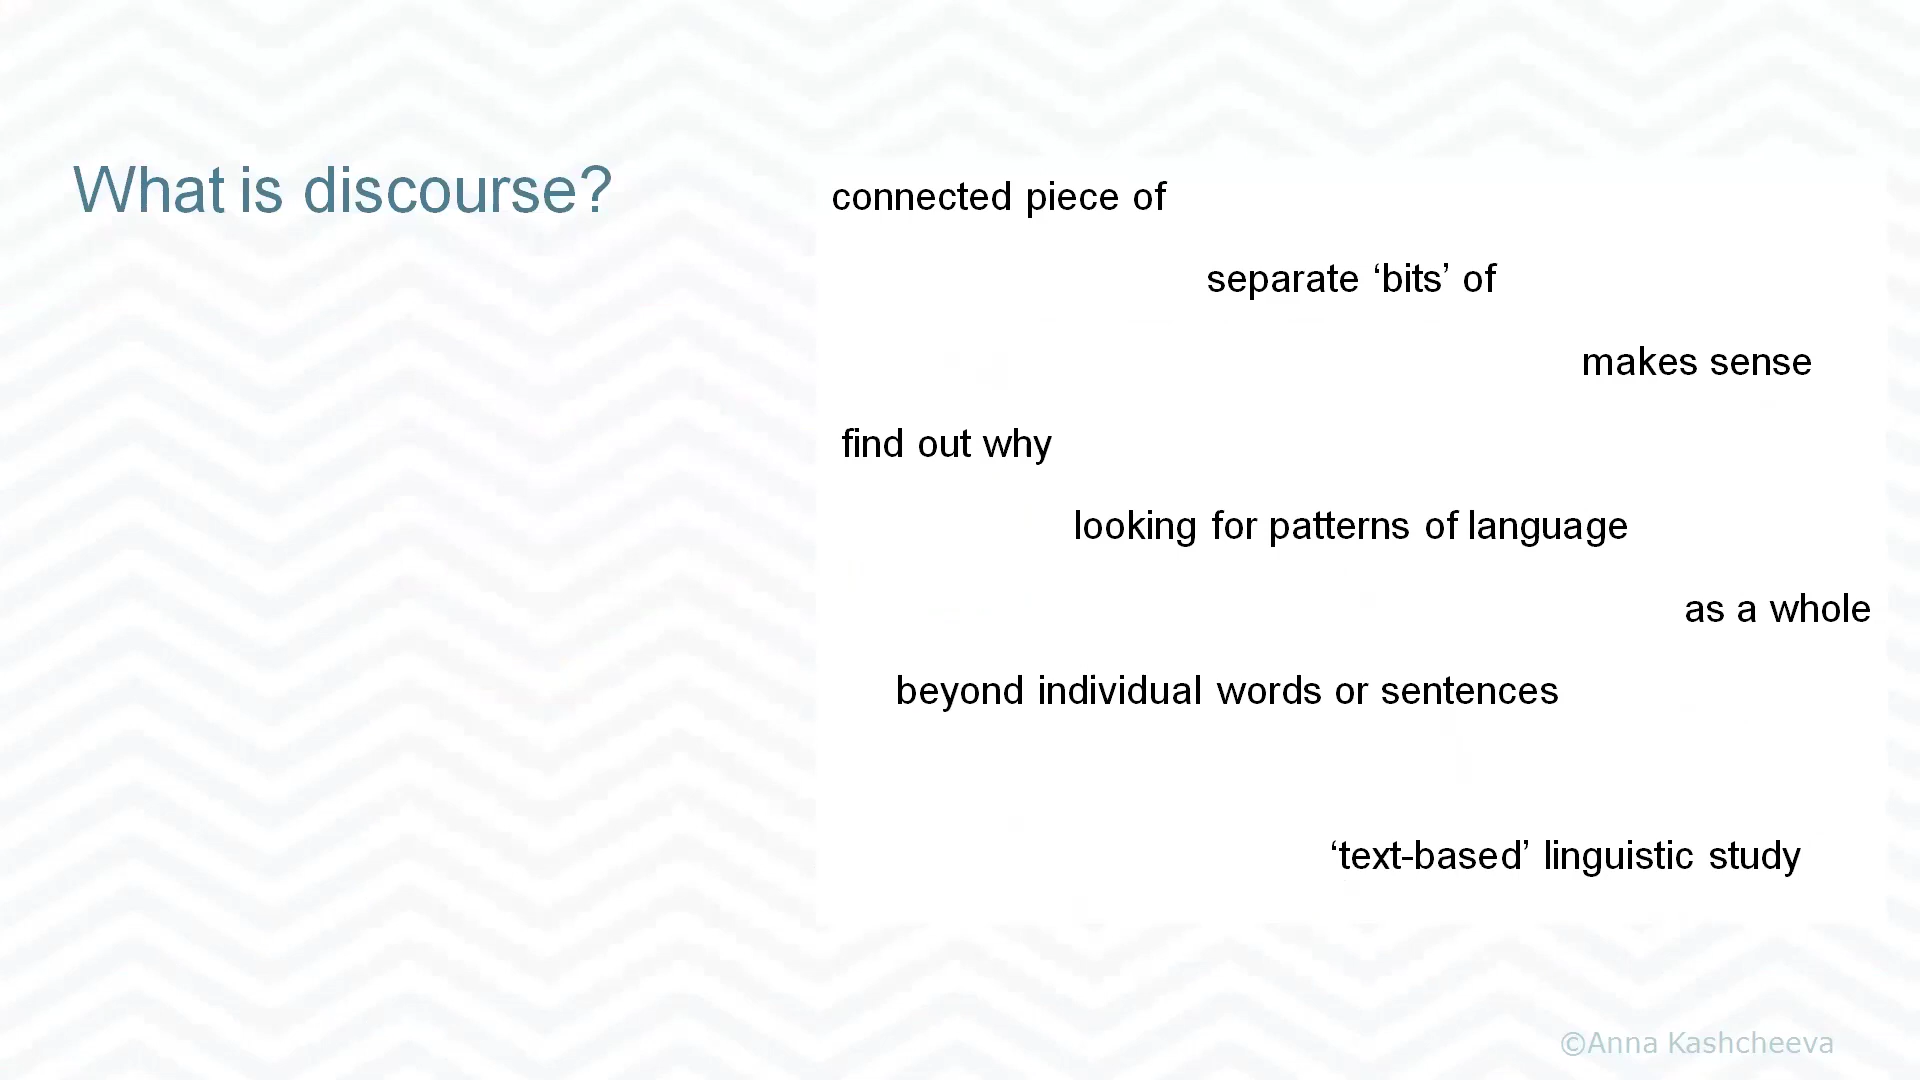 What is discourse?
connected piece of
separate ‘bits’ of
makes sense
find out why
looking for patterns of language
as a whole
beyond individual words or sentences
‘text-based’ linguistic study
©Anna Kashcheeva